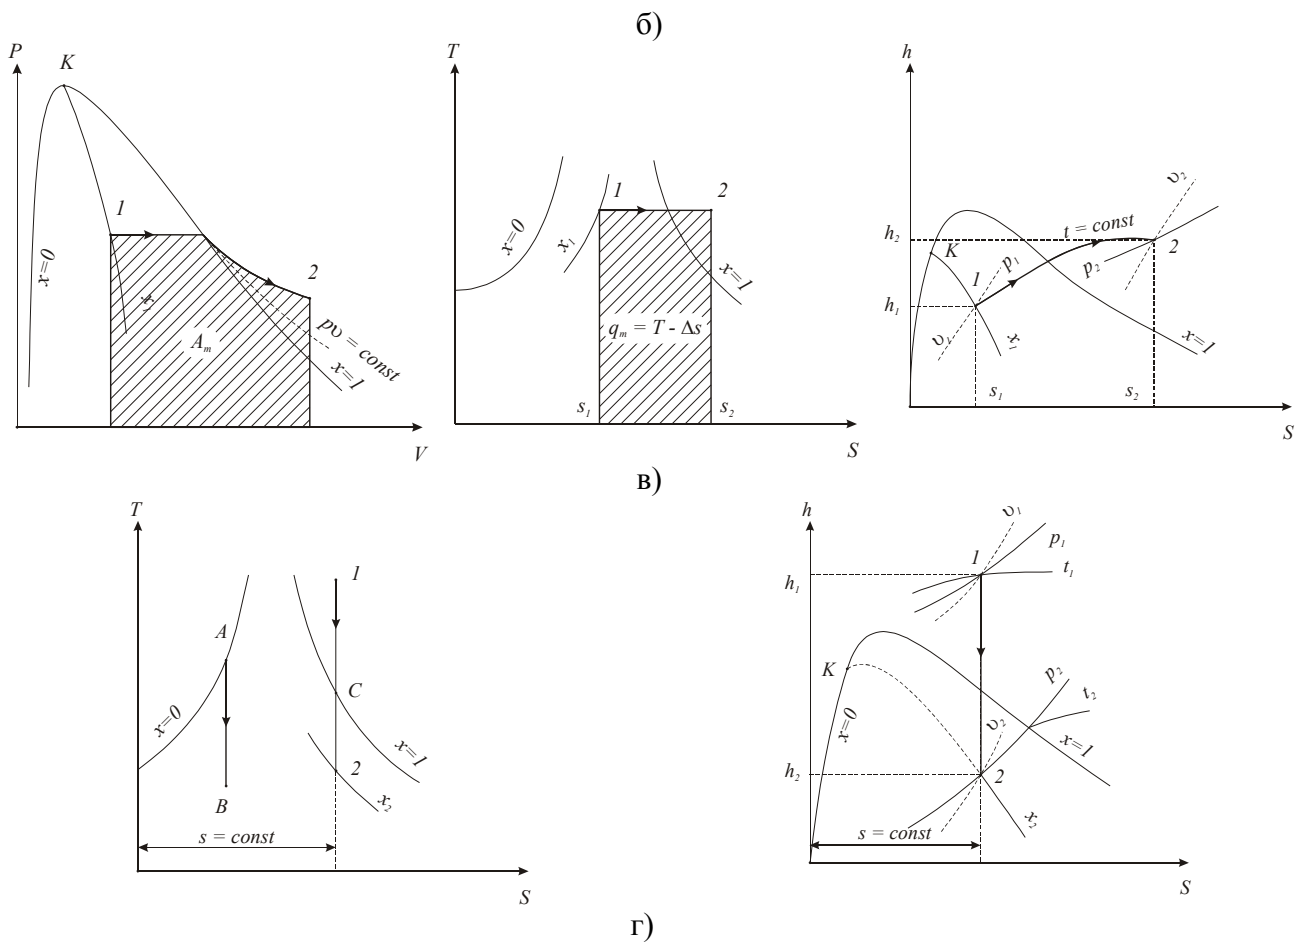 б)
P
K
1
2
x=0
x₁
Aₘ
pυ = const
x=1
V
T
x=0
x₁
1
2
x=1
qₘ = T - Δs
s₁
s₂
S
h
υ₂
t = const
h₂
K
p₁
p₂
2
1
h₁
υ₁
x₁
x=1
s₁
s₂
S
в)
T
1
A
C
x=0
x=1
2
B
x₂
s = const
S
h
υ₁
p₁
1
t₁
h₁
K
p₂
t₂
x=0
υ₂
x=1
h₂
2
x₂
s = const
S
г)